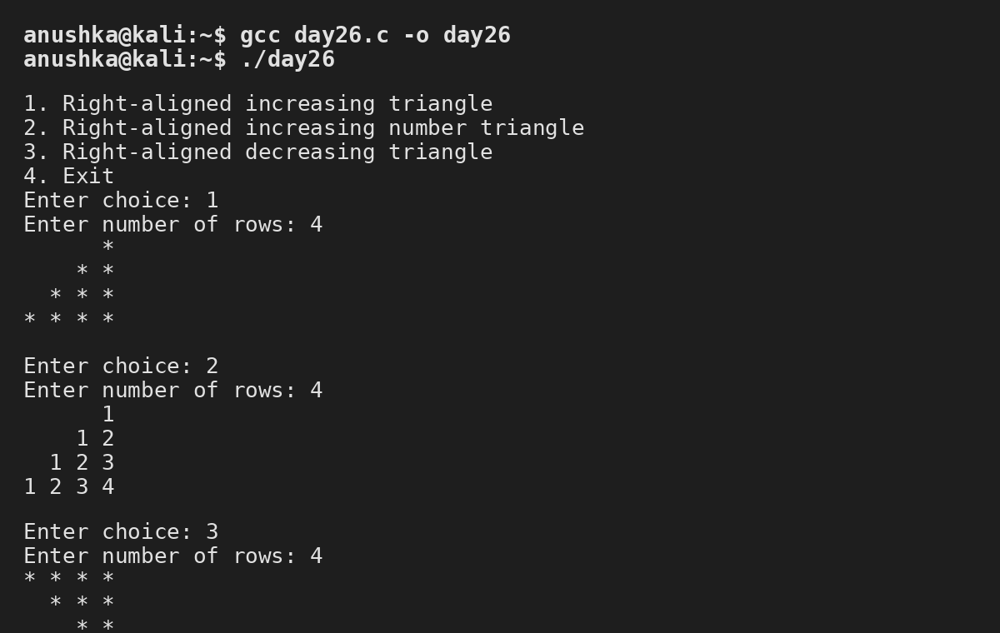 anushka@kali:~$ gcc day26.c -o day26
anushka@kali:~$ ./day26

1. Right-aligned increasing triangle
2. Right-aligned increasing number triangle
3. Right-aligned decreasing triangle
4. Exit
Enter choice: 1
Enter number of rows: 4
      *
    * *
  * * *
* * * *

Enter choice: 2
Enter number of rows: 4
      1
    1 2
  1 2 3
1 2 3 4

Enter choice: 3
Enter number of rows: 4
* * * *
  * * *
    * *